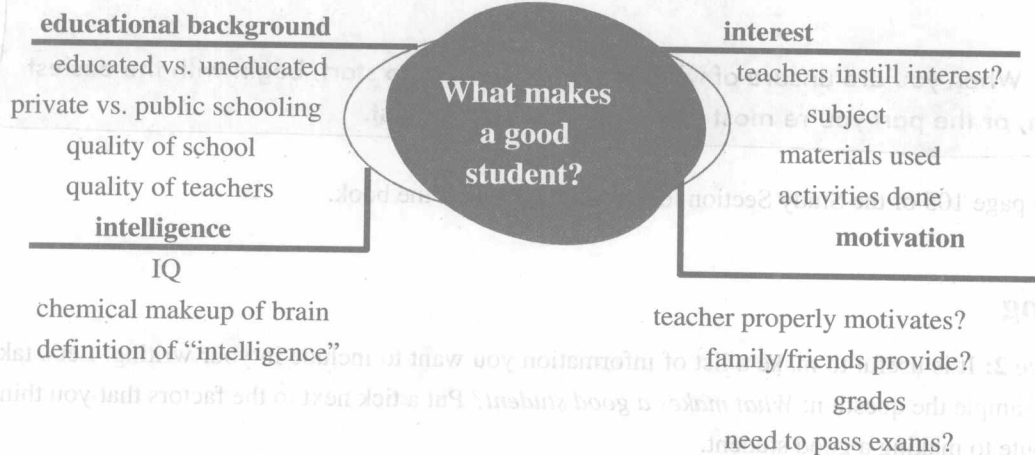 educational background
educated vs. uneducated
private vs. public schooling
quality of school
quality of teachers
intelligence
IQ
chemical makeup of brain
definition of “intelligence”
What makes
a good
student?
interest
teachers instill interest?
subject
materials used
activities done
motivation
teacher properly motivates?
family/friends provide?
grades
need to pass exams?